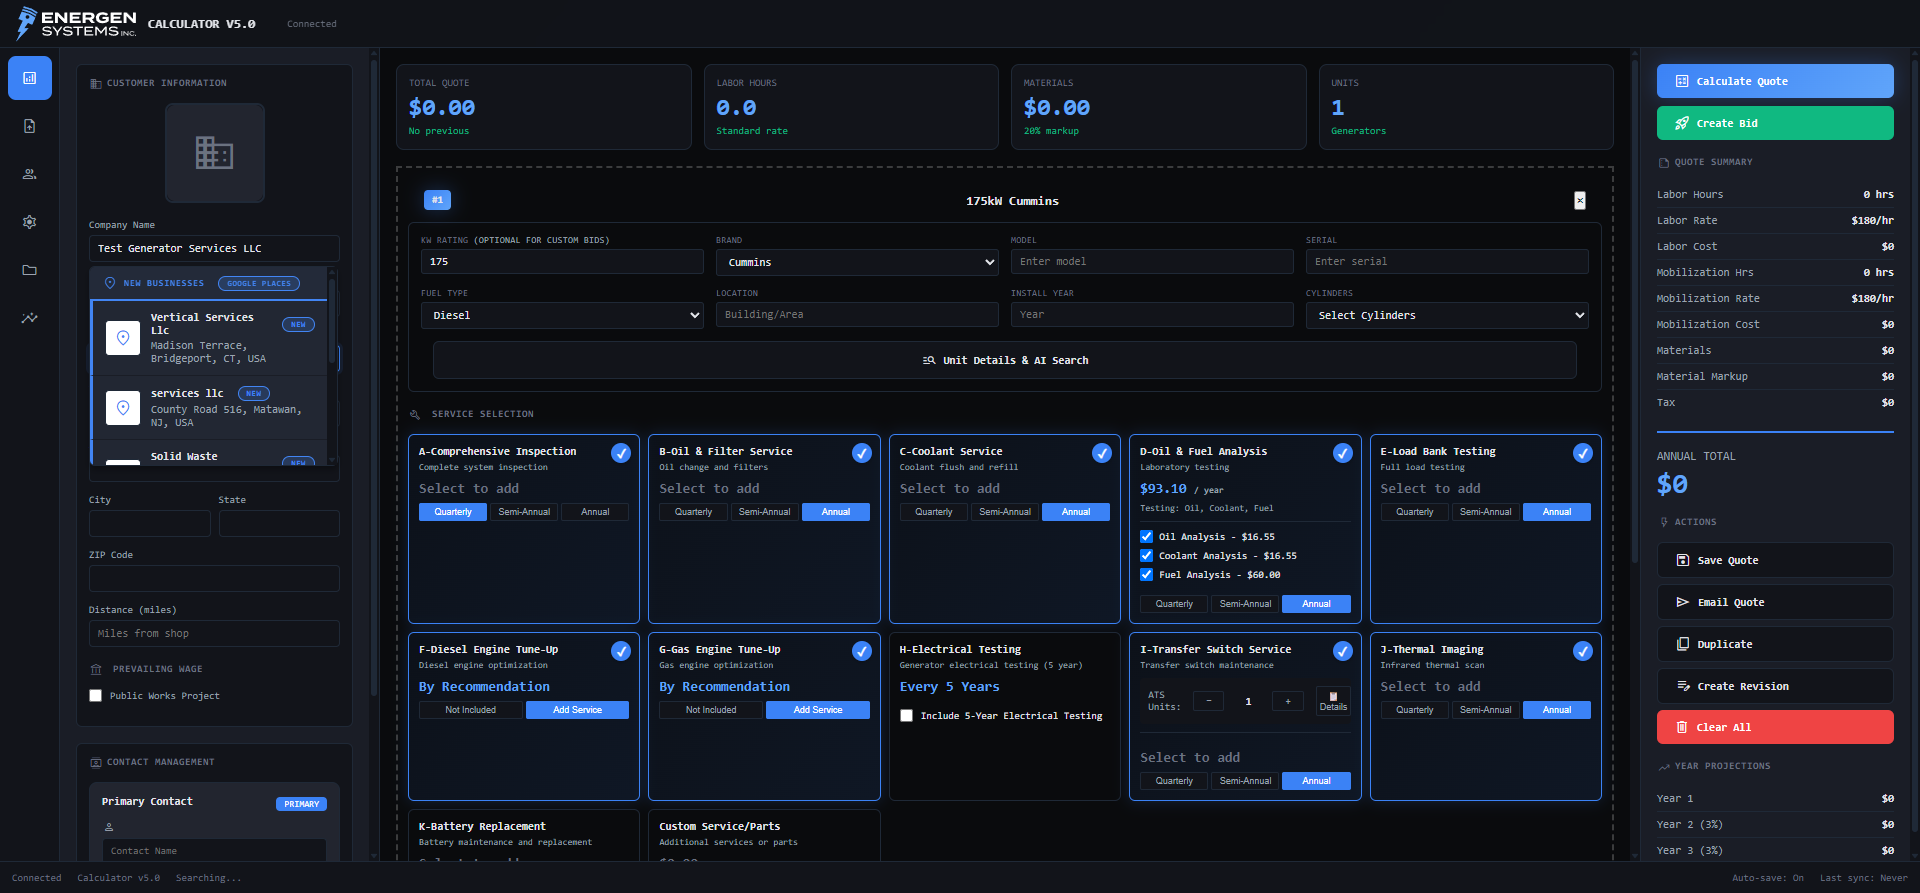 ENERGEN
SYSTEMS INC.
CALCULATOR V5.0
Connected
CUSTOMER INFORMATION
Company Name
Test Generator Services LLC
NEW BUSINESSES
GOOGLE PLACES
Vertical Services
Llc
NEW
Madison Terrace,
Bridgeport, CT, USA
services llc
NEW
County Road 516, Matawan,
NJ, USA
Solid Waste
NEW
City
State
ZIP Code
Distance (miles)
Miles from shop
PREVAILING WAGE
Public Works Project
CONTACT MANAGEMENT
Primary Contact
PRIMARY
Contact Name
TOTAL QUOTE
$0.00
No previous
LABOR HOURS
0.0
Standard rate
MATERIALS
$0.00
20% markup
UNITS
1
Generators
#1
175kW Cummins
×
KW RATING (OPTIONAL FOR CUSTOM BIDS)
175
BRAND
Cummins
MODEL
Enter model
SERIAL
Enter serial
FUEL TYPE
Diesel
LOCATION
Building/Area
INSTALL YEAR
Year
CYLINDERS
Select Cylinders
Unit Details & AI Search
SERVICE SELECTION
A-Comprehensive Inspection
Complete system inspection
Select to add
Quarterly
Semi-Annual
Annual
B-Oil & Filter Service
Oil change and filters
Select to add
Quarterly
Semi-Annual
Annual
C-Coolant Service
Coolant flush and refill
Select to add
Quarterly
Semi-Annual
Annual
D-Oil & Fuel Analysis
Laboratory testing
$93.10 / year
Testing: Oil, Coolant, Fuel
Oil Analysis - $16.55
Coolant Analysis - $16.55
Fuel Analysis - $60.00
Quarterly
Semi-Annual
Annual
E-Load Bank Testing
Full load testing
Select to add
Quarterly
Semi-Annual
Annual
F-Diesel Engine Tune-Up
Diesel engine optimization
By Recommendation
Not Included
Add Service
G-Gas Engine Tune-Up
Gas engine optimization
By Recommendation
Not Included
Add Service
H-Electrical Testing
Generator electrical testing (5 year)
Every 5 Years
Include 5-Year Electrical Testing
I-Transfer Switch Service
Transfer switch maintenance
ATS
Units:
−
1
+
Details
Select to add
Quarterly
Semi-Annual
Annual
J-Thermal Imaging
Infrared thermal scan
Select to add
Quarterly
Semi-Annual
Annual
K-Battery Replacement
Battery maintenance and replacement
Custom Service/Parts
Additional services or parts
Calculate Quote
Create Bid
QUOTE SUMMARY
Labor Hours 0 hrs
Labor Rate $180/hr
Labor Cost $0
Mobilization Hrs 0 hrs
Mobilization Rate $180/hr
Mobilization Cost $0
Materials $0
Material Markup $0
Tax $0
ANNUAL TOTAL
$0
ACTIONS
Save Quote
Email Quote
Duplicate
Create Revision
Clear All
YEAR PROJECTIONS
Year 1 $0
Year 2 (3%) $0
Year 3 (3%) $0
Connected
Calculator v5.0
Searching...
Auto-save: On
Last sync: Never